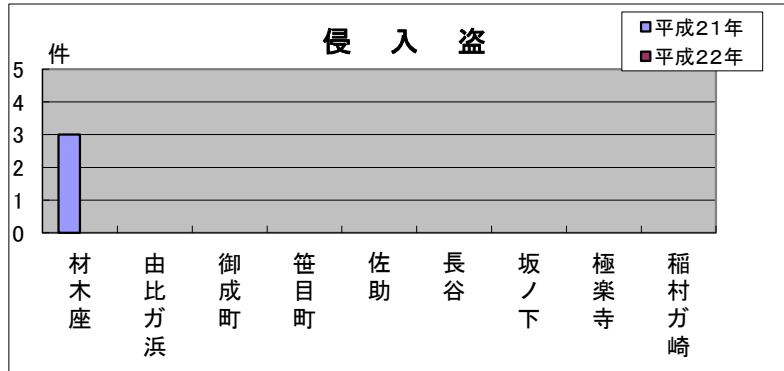 侵入盗
平成21年
平成22年
件
5
4
3
2
1
0
材木座
由比ガ浜
御成町
笹目町
佐助
長谷
坂ノ下
極楽寺
稲村ガ崎